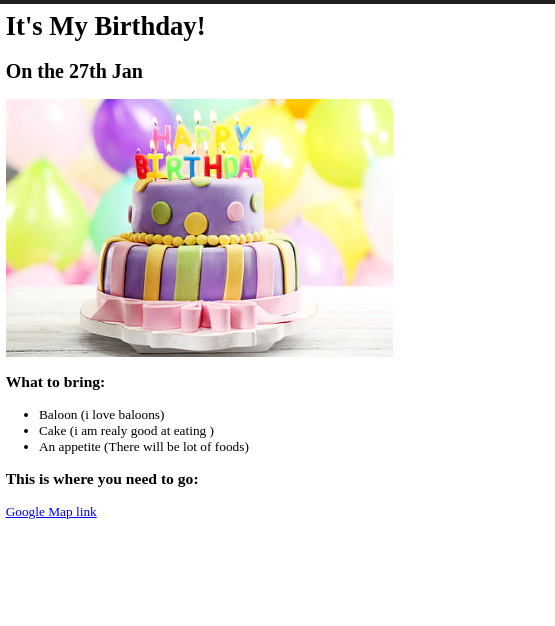 It's My Birthday!
On the 27th Jan
HAPPY
BIRTHDAY
What to bring:
Baloon (i love baloons)
Cake (i am realy good at eating )
An appetite (There will be lot of foods)
This is where you need to go:
Google Map link